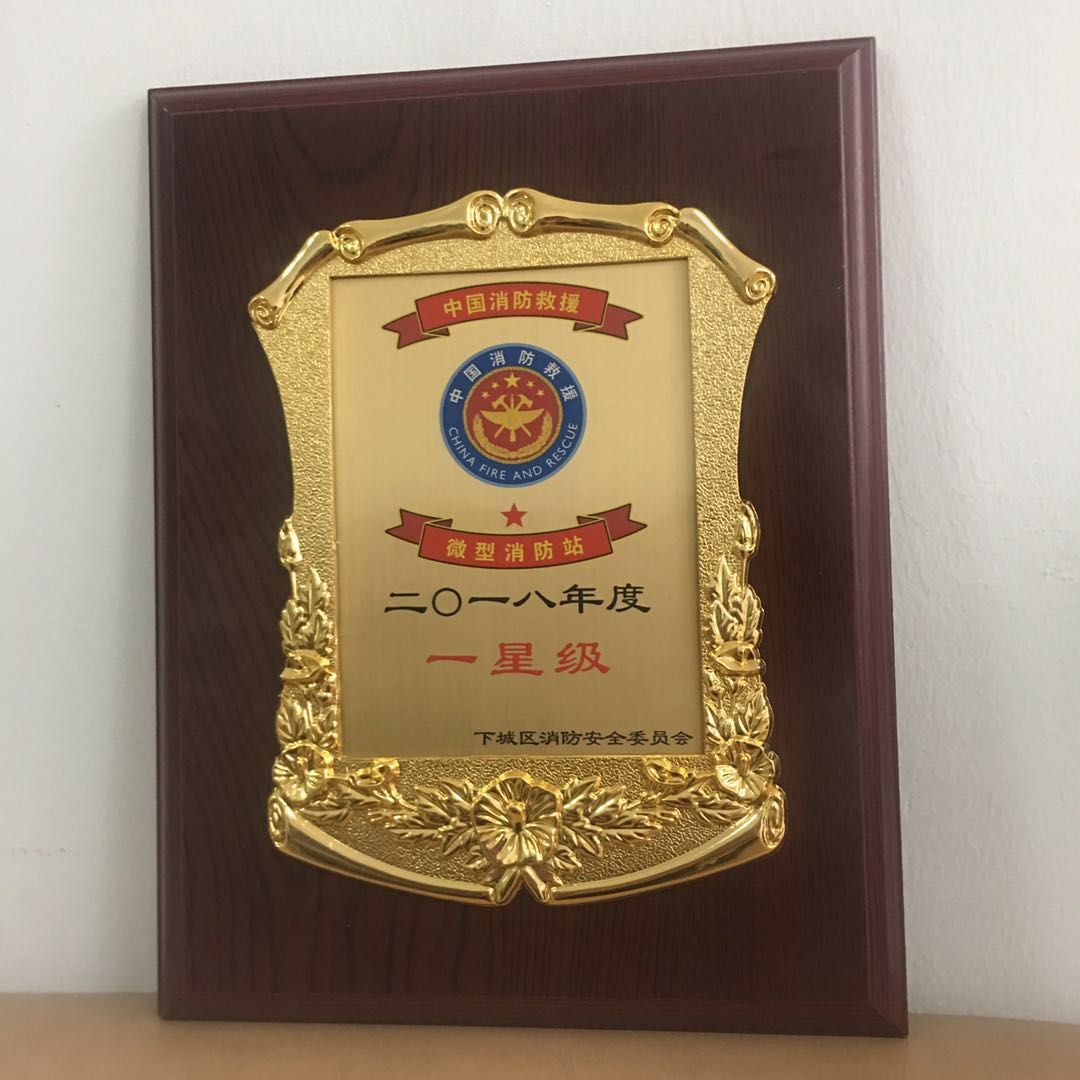 中国消防救援
中国消防救援
CHINA FIRE AND RESCUE
微型消防站
二〇一八年度
一星级
下城区消防安全委员会